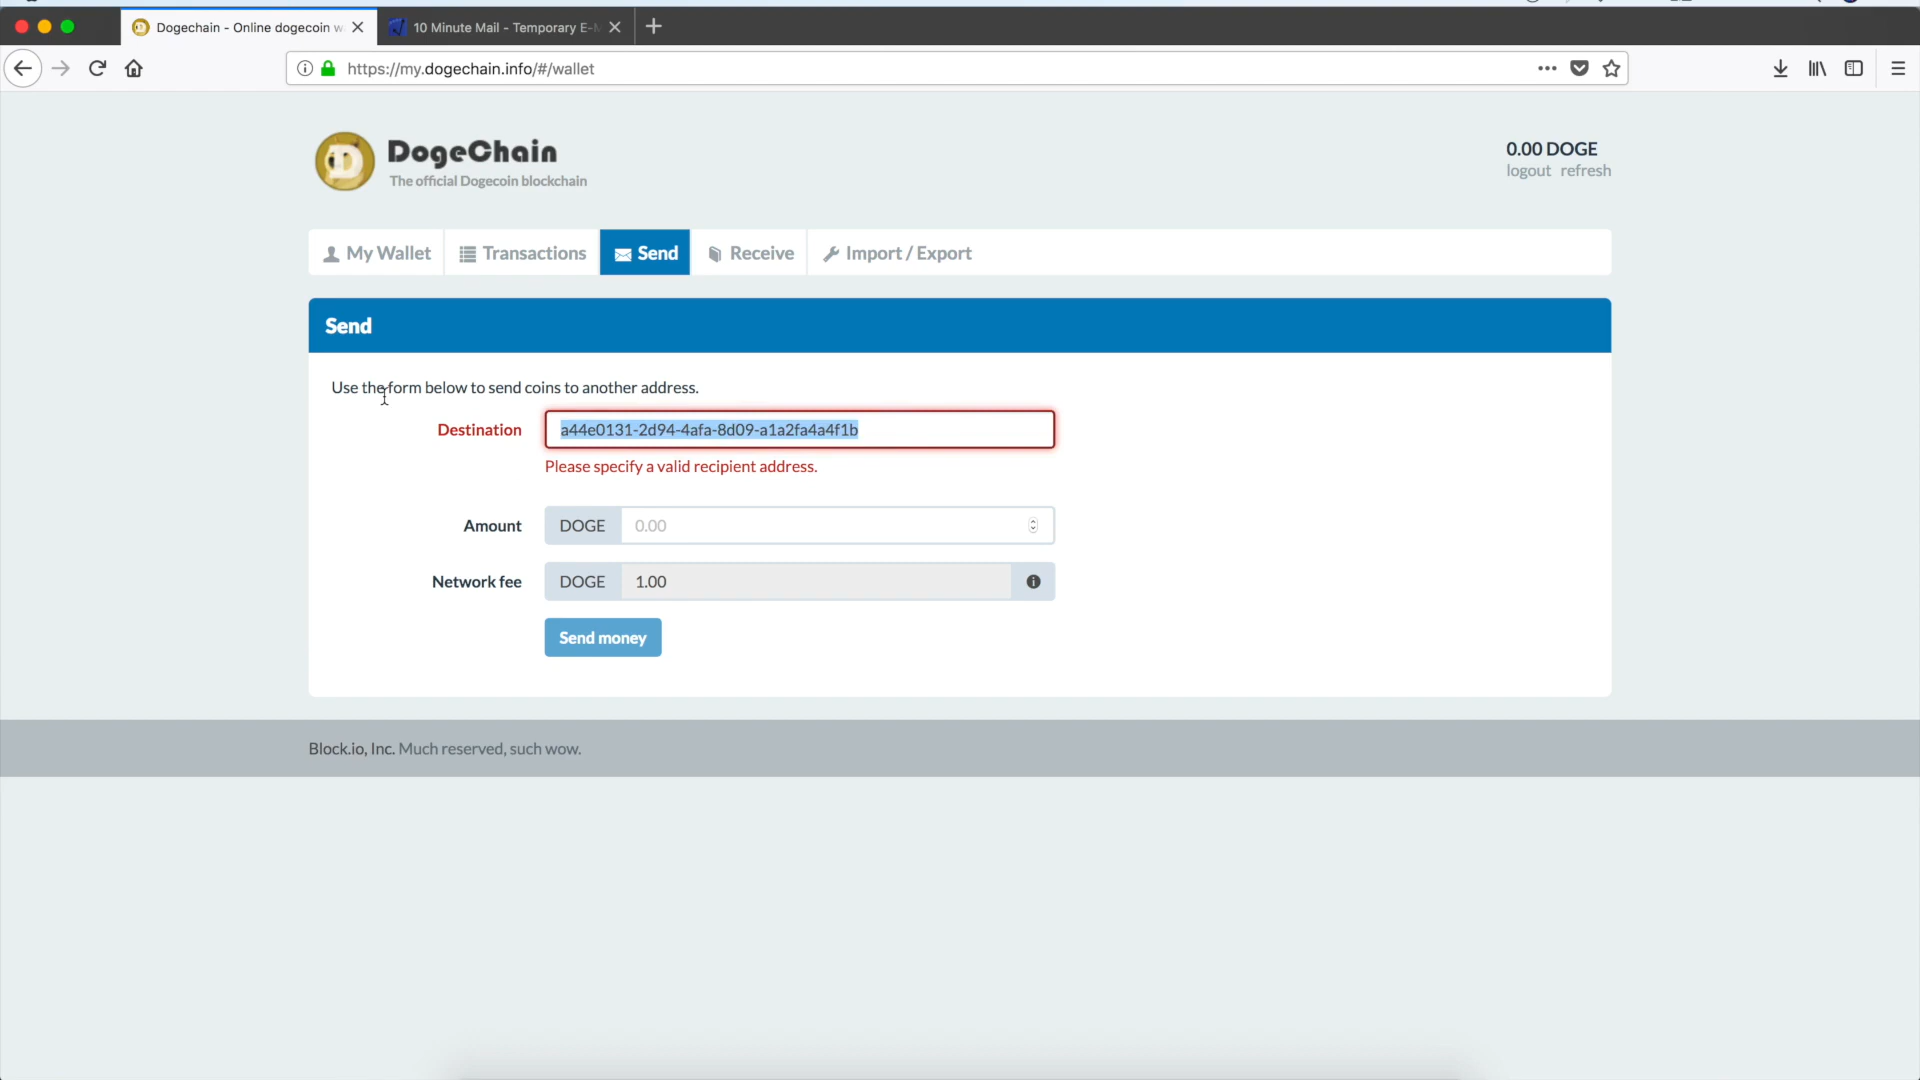 Dogechain - Online dogecoin w
10 Minute Mail - Temporary E-
https://my.dogechain.info/#/wallet
DogeChain
The official Dogecoin blockchain
0.00 DOGE
logout refresh
My Wallet
Transactions
Send
Receive
Import / Export
Send
Use the form below to send coins to another address.
Destination
a44e0131-2d94-4afa-8d09-a1a2fa4a4f1b
Please specify a valid recipient address.
Amount
DOGE
0.00
Network fee
DOGE
1.00
Send money
Block.io, Inc. Much reserved, such wow.